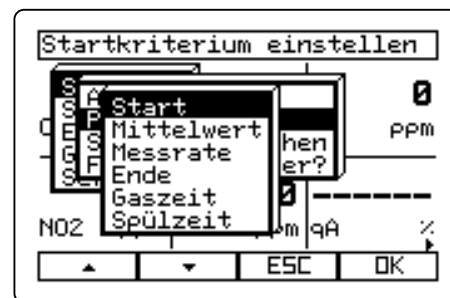 Startkriterium einstellen
0
Start
Mittelwert
Messrate
Ende
Gaszeit
Spülzeit
hen
er?
ppm
NO2
qA
%
ESC
OK